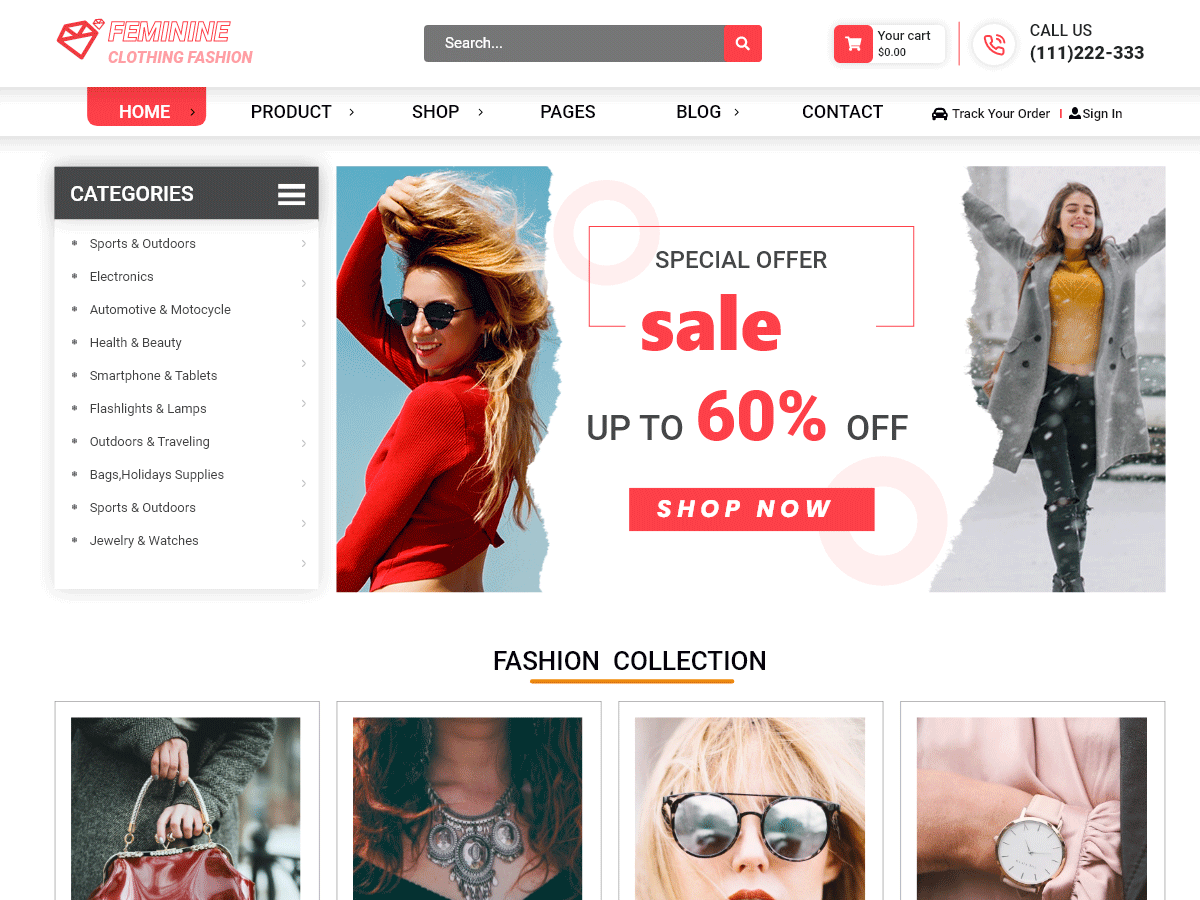 FEMININE
CLOTHING FASHION
Search...
Your cart
$0.00
CALL US
(111)222-333
HOME
PRODUCT
SHOP
PAGES
BLOG
CONTACT
Track Your Order
Sign In
CATEGORIES
Sports & Outdoors
Electronics
Automotive & Motocycle
Health & Beauty
Smartphone & Tablets
Flashlights & Lamps
Outdoors & Traveling
Bags,Holidays Supplies
Sports & Outdoors
Jewelry & Watches
SPECIAL OFFER
sale
UP TO 60% OFF
SHOP NOW
FASHION COLLECTION